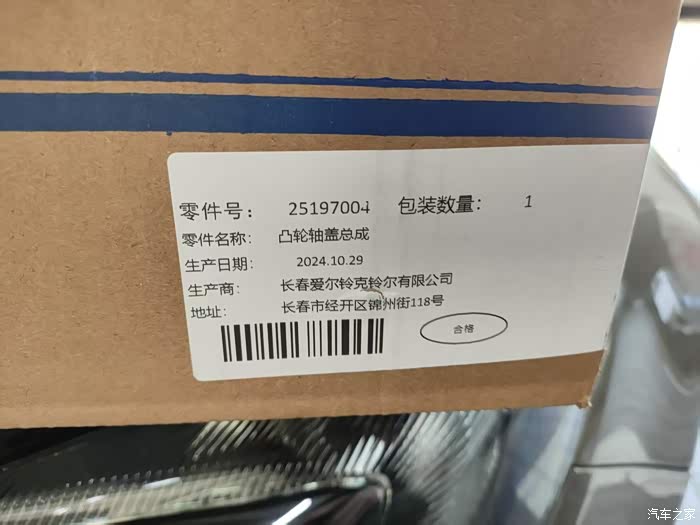 零件号: 25197004 包装数量: 1
零件名称: 凸轮轴盖总成
生产日期: 2024.10.29
生产商: 长春爱尔铃克铃尔有限公司
地址: 长春市经开区锦州街118号
合格
汽车之家